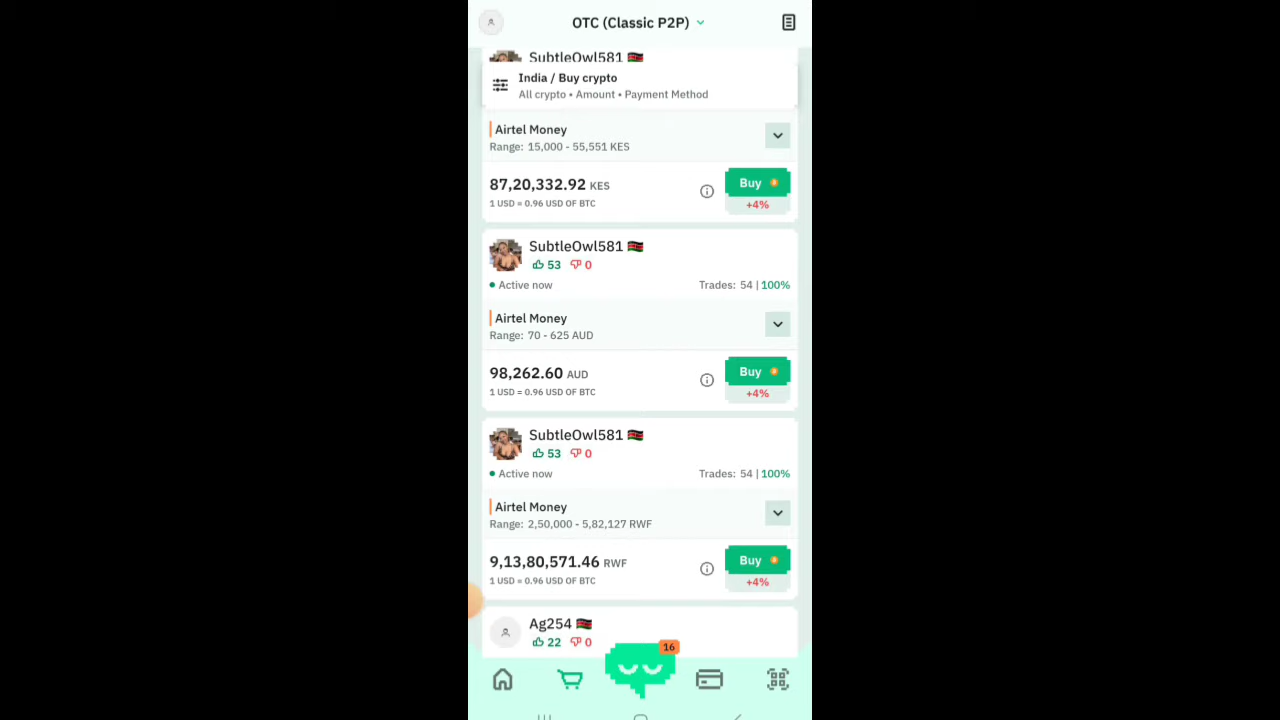 OTC (Classic P2P)
SubtleOwl581
India / Buy crypto
All crypto • Amount • Payment Method
Airtel Money
Range: 15,000 - 55,551 KES
87,20,332.92 KES
Buy
1 USD = 0.96 USD OF BTC
+4%
SubtleOwl581
53 0
Active now
Trades: 54 | 100%
Airtel Money
Range: 70 - 625 AUD
98,262.60 AUD
Buy
1 USD = 0.96 USD OF BTC
+4%
SubtleOwl581
53 0
Active now
Trades: 54 | 100%
Airtel Money
Range: 2,50,000 - 5,82,127 RWF
9,13,80,571.46 RWF
Buy
1 USD = 0.96 USD OF BTC
+4%
Ag254
22 0
16